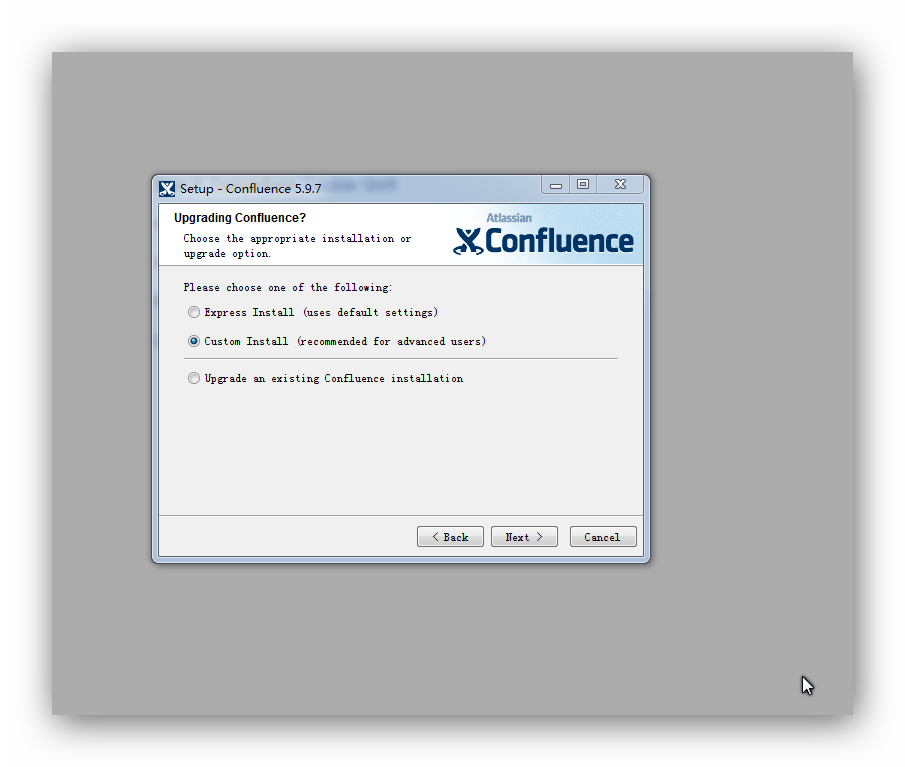 Setup - Confluence 5.9.7
Upgrading Confluence?
Choose the appropriate installation or
upgrade option.
Atlassian
Confluence
Please choose one of the following:
Express Install (uses default settings)
Custom Install (recommended for advanced users)
Upgrade an existing Confluence installation
< Back
Next >
Cancel